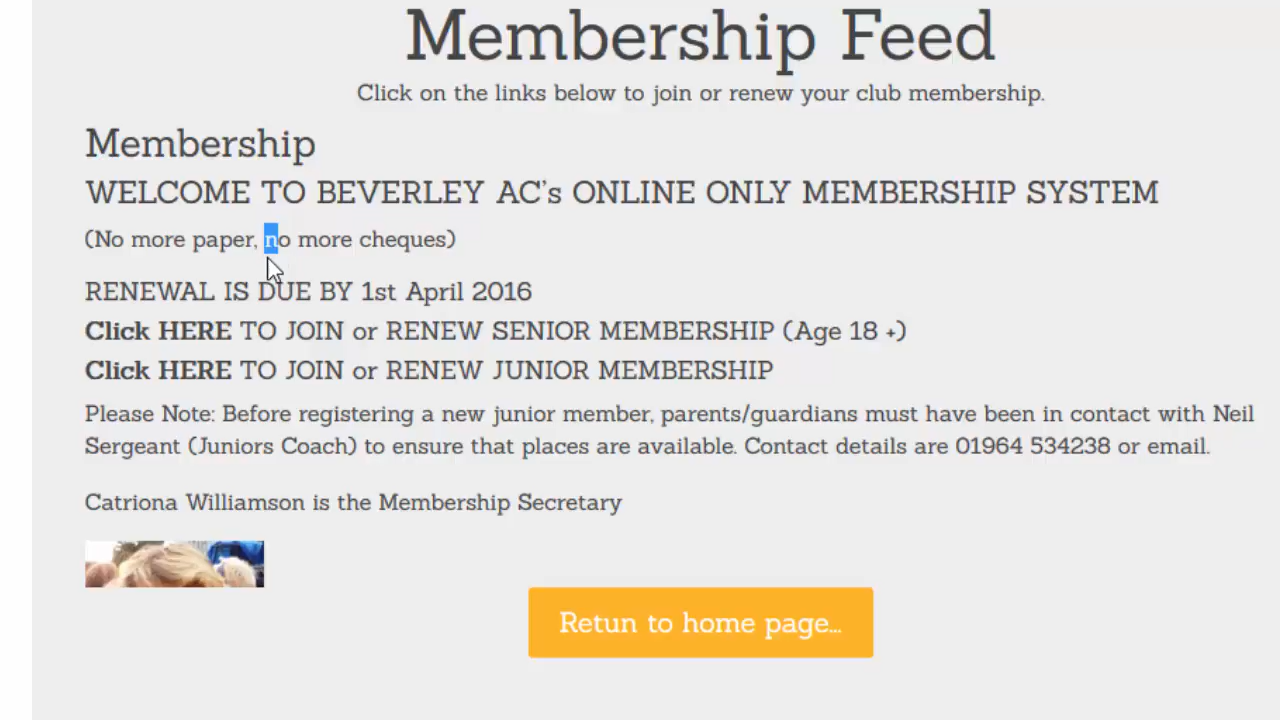 Membership Feed
Click on the links below to join or renew your club membership.
Membership
WELCOME TO BEVERLEY AC's ONLINE ONLY MEMBERSHIP SYSTEM
(No more paper, no more cheques)
RENEWAL IS DUE BY 1st April 2016
Click HERE TO JOIN or RENEW SENIOR MEMBERSHIP (Age 18 +)
Click HERE TO JOIN or RENEW JUNIOR MEMBERSHIP
Please Note: Before registering a new junior member, parents/guardians must have been in contact with Neil
Sergeant (Juniors Coach) to ensure that places are available. Contact details are 01964 534238 or email.
Catriona Williamson is the Membership Secretary
Retun to home page...